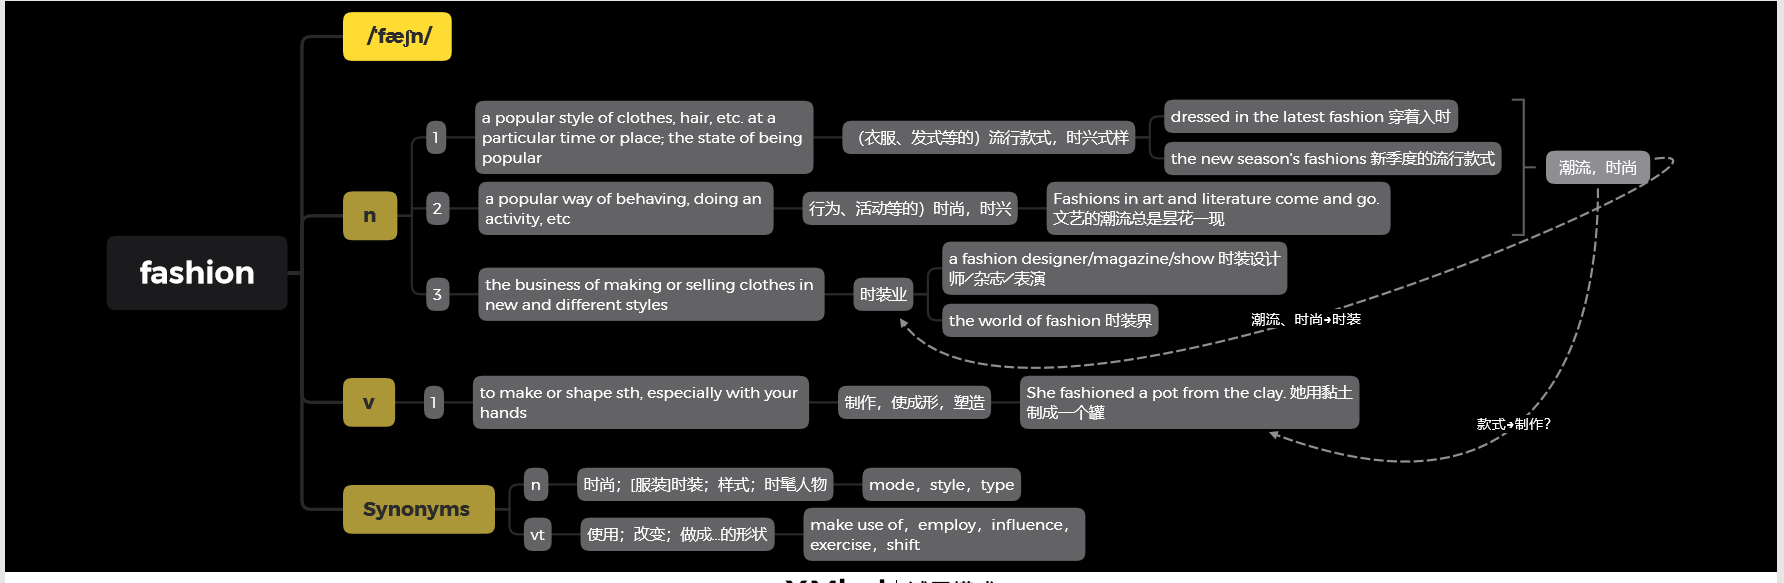 /ˈfæʃn/
fashion
n
1
a popular style of clothes, hair, etc. at a
particular time or place; the state of being
popular
（衣服、发式等的）流行款式，时兴式样
dressed in the latest fashion 穿着入时
the new season's fashions 新季度的流行款式
潮流，时尚
2
a popular way of behaving, doing an
activity, etc
行为、活动等的）时尚，时兴
Fashions in art and literature come and go.
文艺的潮流总是昙花一现
3
the business of making or selling clothes in
new and different styles
时装业
a fashion designer/magazine/show 时装设计
师／杂志／表演
the world of fashion 时装界
潮流、时尚→时装
v
1
to make or shape sth, especially with your
hands
制作，使成形，塑造
She fashioned a pot from the clay. 她用黏土
制成一个罐
款式→制作？
Synonyms
n
时尚；[服装]时装；样式；时髦人物
mode，style，type
vt
使用；改变；做成...的形状
make use of，employ，influence，
exercise，shift